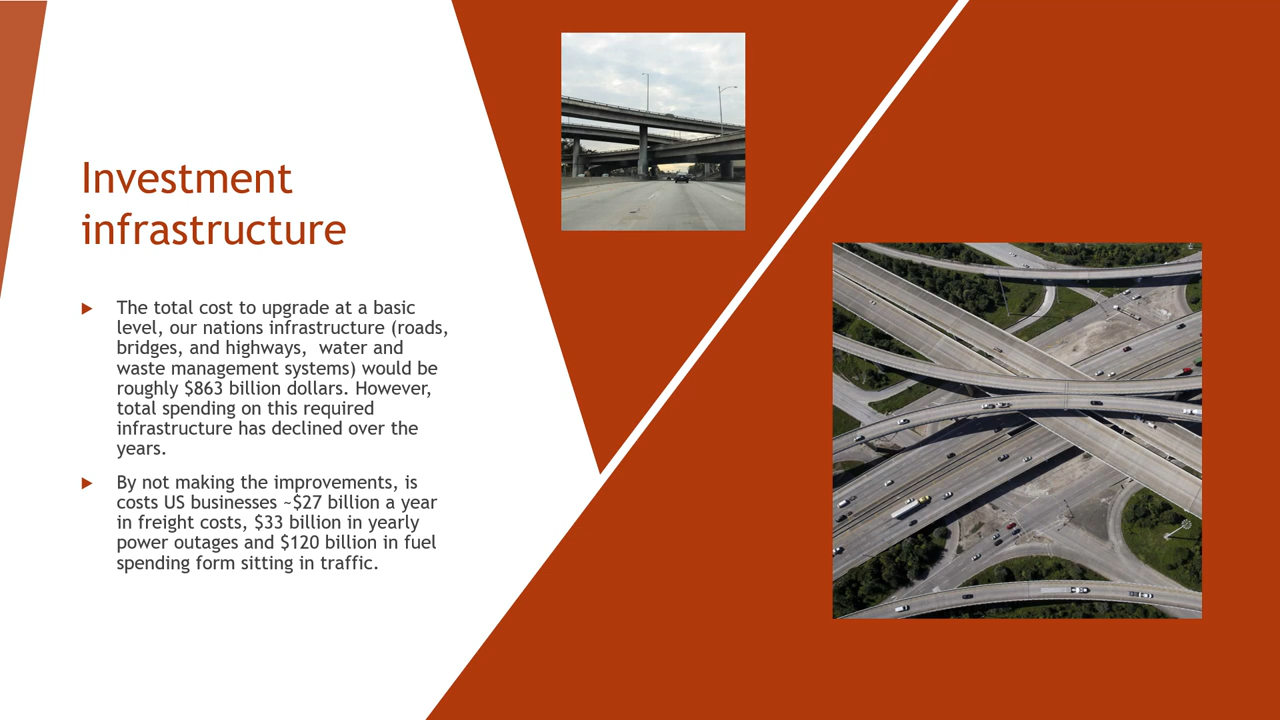 Investment
infrastructure
The total cost to upgrade at a basic
level, our nations infrastructure (roads,
bridges, and highways,  water and
waste management systems) would be
roughly $863 billion dollars. However,
total spending on this required
infrastructure has declined over the
years.
By not making the improvements, is
costs US businesses ~$27 billion a year
in freight costs, $33 billion in yearly
power outages and $120 billion in fuel
spending form sitting in traffic.